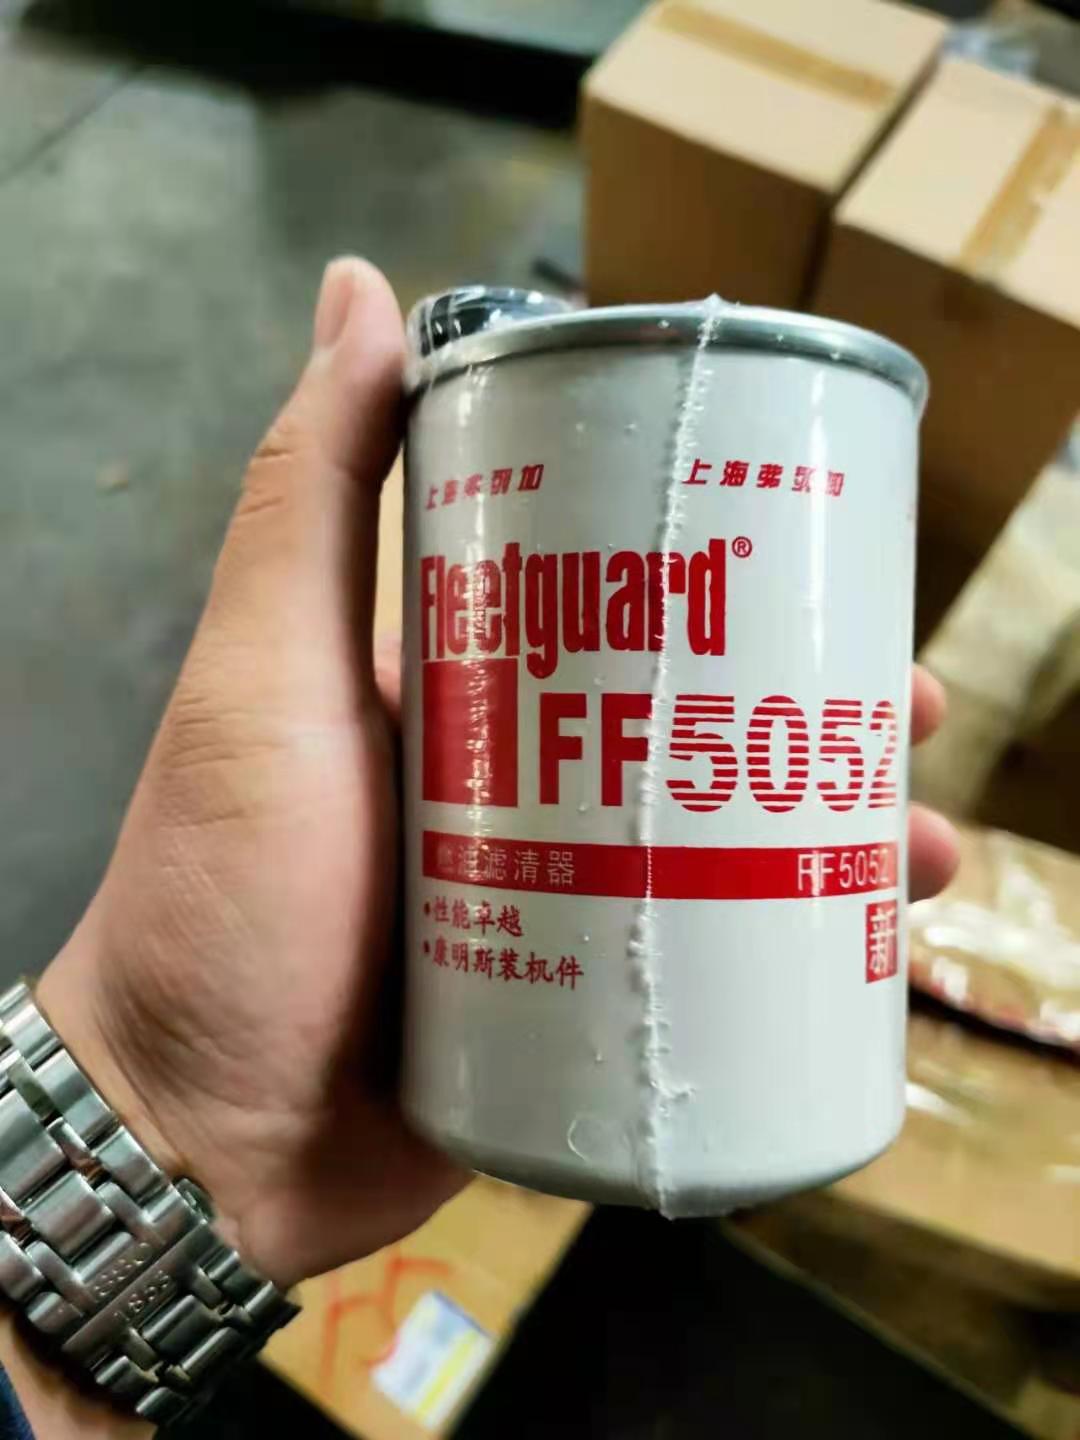 上海弗列加 上海弗列加
Fleetguard®
FF5052
燃油滤清器 FF5052
•性能卓越 新
•康明斯装机件